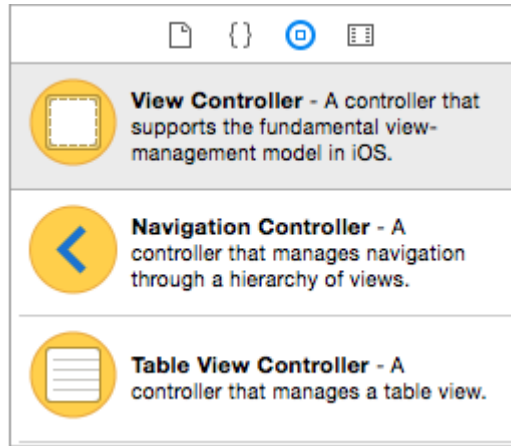 View Controller - A controller that
supports the fundamental view-
management model in iOS.
Navigation Controller - A
controller that manages navigation
through a hierarchy of views.
Table View Controller - A
controller that manages a table view.